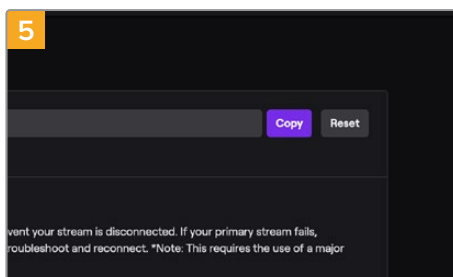 5
Copy Reset
vent your stream is disconnected. If your primary stream fails,
roubleshoot and reconnect. *Note: This requires the use of a major